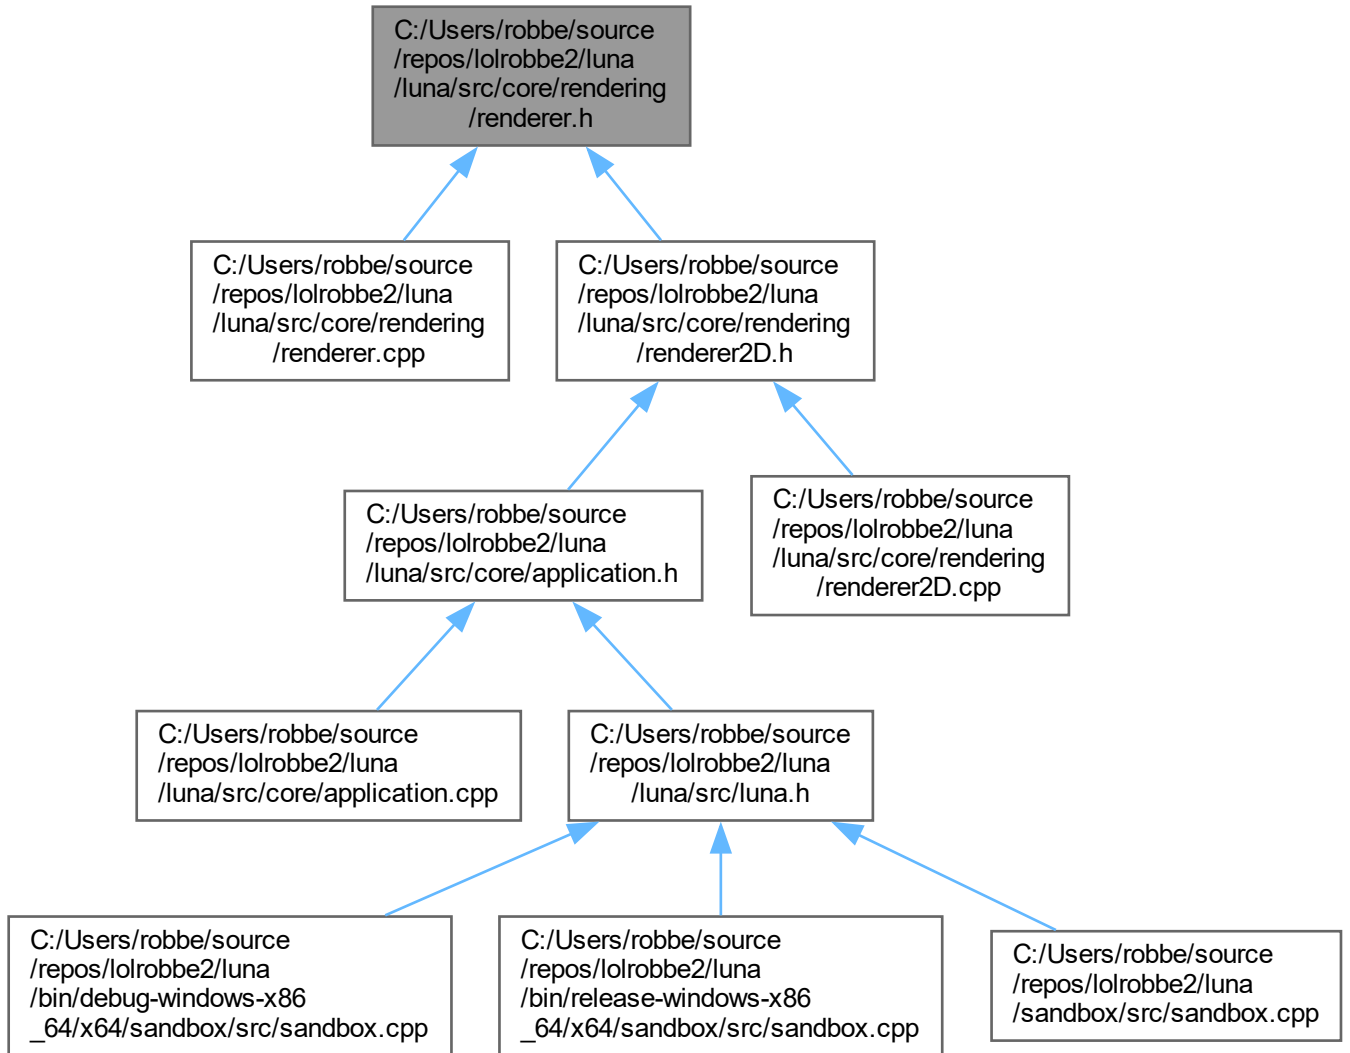 C:/Users/robbe/source
/repos/lolrobbe2/luna
/luna/src/core/rendering
/renderer.h
C:/Users/robbe/source
/repos/lolrobbe2/luna
/luna/src/core/rendering
/renderer.cpp
C:/Users/robbe/source
/repos/lolrobbe2/luna
/luna/src/core/rendering
/renderer2D.h
C:/Users/robbe/source
/repos/lolrobbe2/luna
/luna/src/core/application.h
C:/Users/robbe/source
/repos/lolrobbe2/luna
/luna/src/core/rendering
/renderer2D.cpp
C:/Users/robbe/source
/repos/lolrobbe2/luna
/luna/src/core/application.cpp
C:/Users/robbe/source
/repos/lolrobbe2/luna
/luna/src/luna.h
C:/Users/robbe/source
/repos/lolrobbe2/luna
/bin/debug-windows-x86
_64/x64/sandbox/src/sandbox.cpp
C:/Users/robbe/source
/repos/lolrobbe2/luna
/bin/release-windows-x86
_64/x64/sandbox/src/sandbox.cpp
C:/Users/robbe/source
/repos/lolrobbe2/luna
/sandbox/src/sandbox.cpp